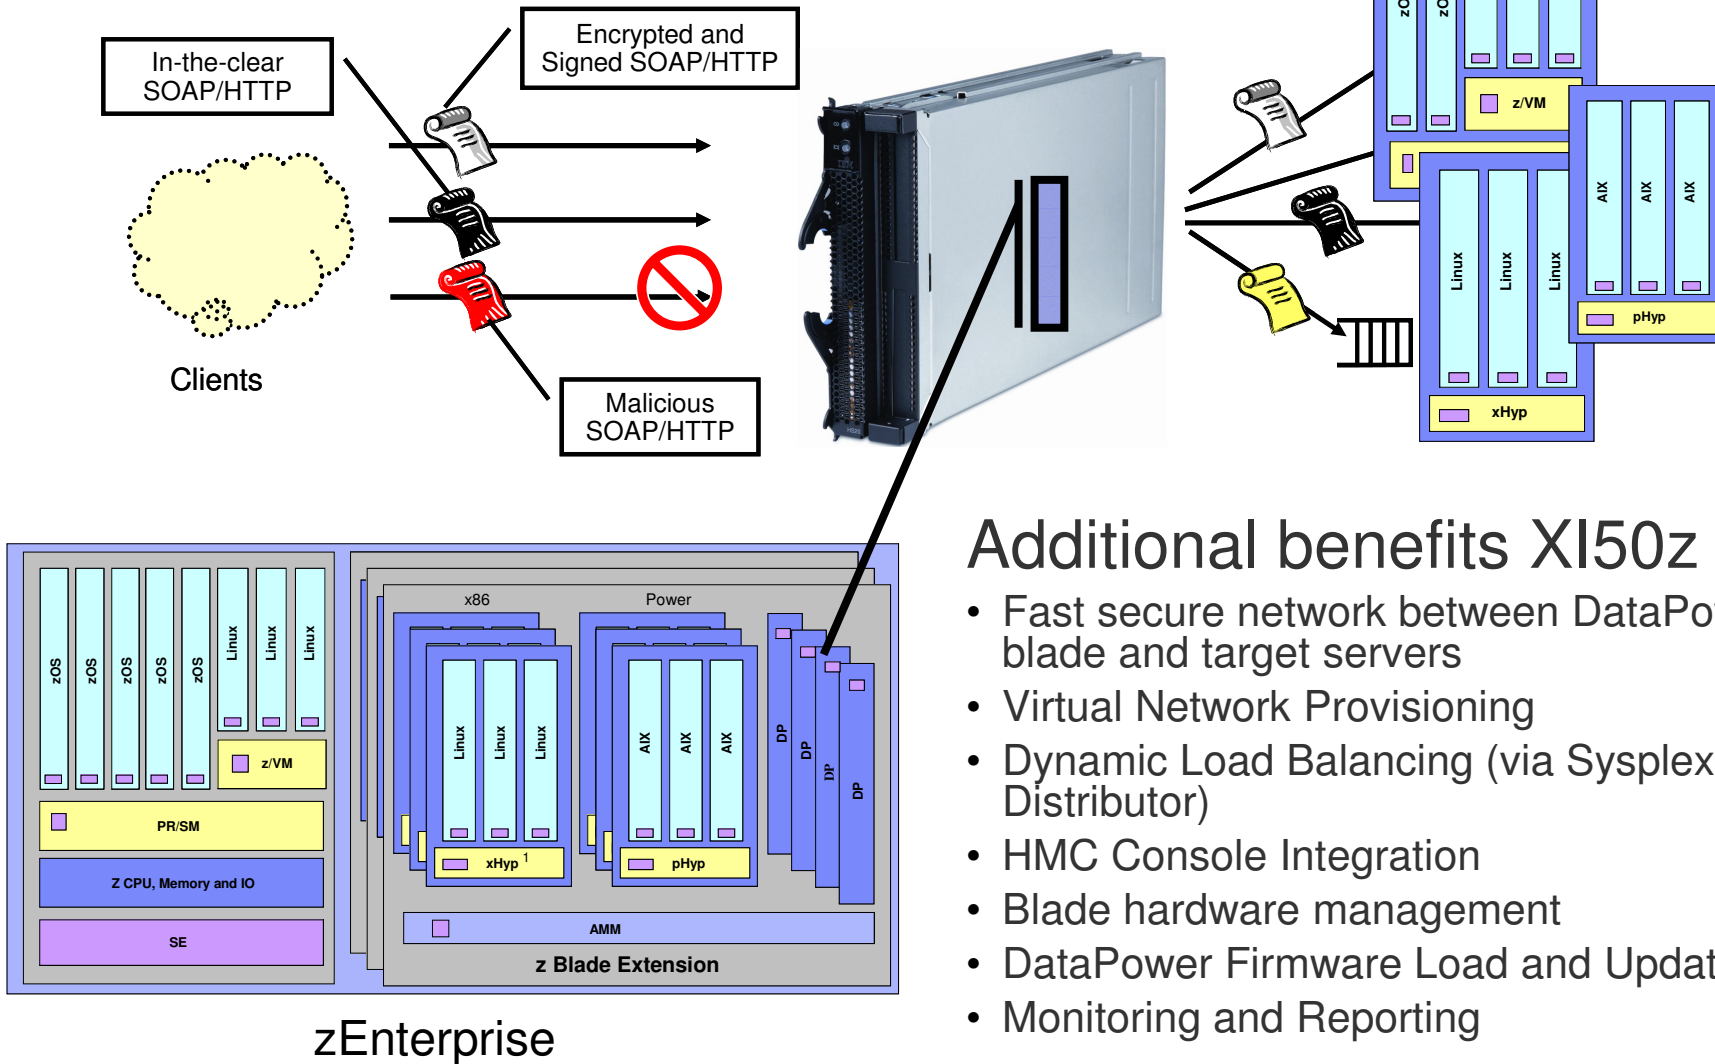 In-the-clear
SOAP/HTTP
Encrypted and
Signed SOAP/HTTP
Clients
Malicious
SOAP/HTTP
z/VM
Linux
Linux
Linux
xHyp
AIX
AIX
AIX
pHyp
zOS
zOS
zOS
zOS
zOS
Linux
Linux
Linux
z/VM
PR/SM
Z CPU, Memory and IO
SE
x86
Power
Linux
Linux
Linux
xHyp 1
AIX
AIX
AIX
pHyp
DP
DP
DP
DP
AMM
z Blade Extension
zEnterprise
Additional benefits XI50z
• Fast secure network between DataPo
blade and target servers
• Virtual Network Provisioning
• Dynamic Load Balancing (via Sysplex
Distributor)
• HMC Console Integration
• Blade hardware management
• DataPower Firmware Load and Updat
• Monitoring and Reporting